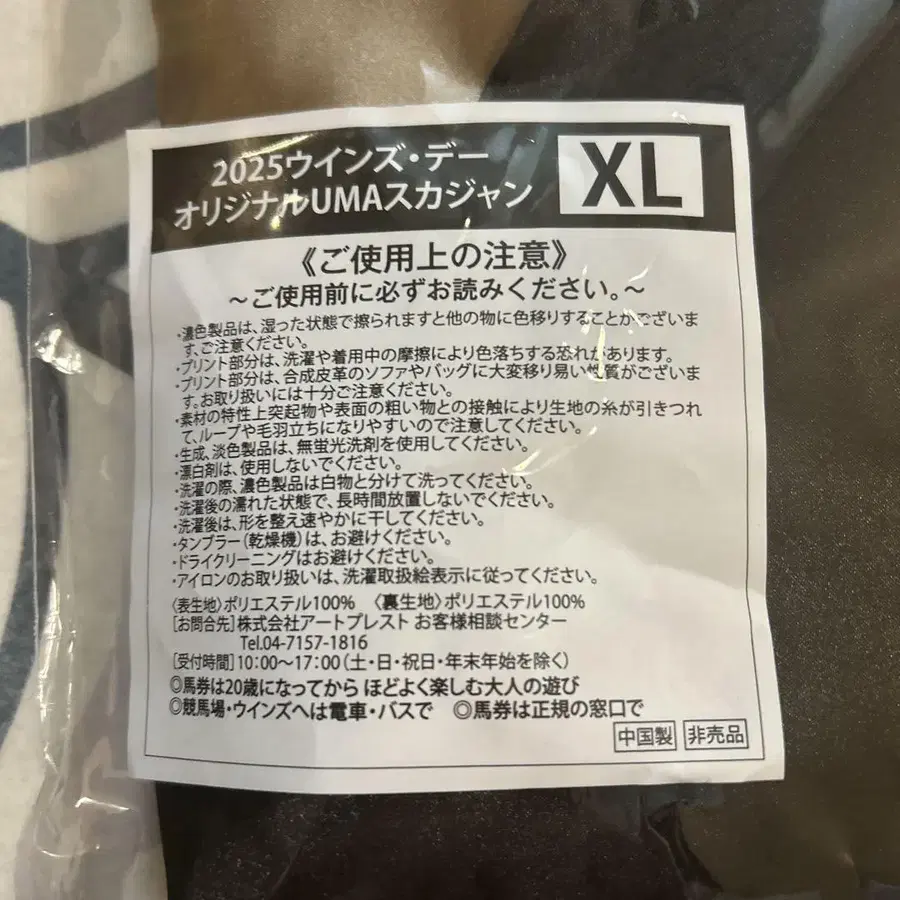 2025ウインズ・デー
オリジナルUMAスカジャン
XL
《ご使用上の注意》
～ご使用前に必ずお読みください。～
・濃色製品は、湿った状態で擦られますと他の物に色移りすることがございま
す。ご注意ください。
・プリント部分は、洗濯や着用中の摩擦により色落ちする恐れがあります。
・プリント部分は、合成皮革のソファやバッグに大変移り易い性質がございま
す。お取り扱いには十分ご注意ください。
・素材の特性上突起物や表面の粗い物との接触により生地の糸が引きつれ
て、ループや毛羽立ちになりやすいので注意してください。
・生成、淡色製品は、無蛍光洗剤を使用してください。
・漂白剤は、使用しないでください。
・洗濯の際、濃色製品は白物と分けて洗ってください。
・洗濯後の濡れた状態で、長時間放置しないでください。
・洗濯後は、形を整え速やかに干してください。
・タンブラー（乾燥機）は、お避けください。
・ドライクリーニングはお避けください。
・アイロンのお取り扱いは、洗濯取扱絵表示に従ってください。
〈表生地〉ポリエステル100%　〈裏生地〉ポリエステル100%
［お問合先］株式会社アートプレスト お客様相談センター
Tel.04-7157-1816
［受付時間］10:00～17:00（土・日・祝日・年末年始を除く）
◎馬券は20歳になってから ほどよく楽しむ大人の遊び
◎競馬場・ウインズへは電車・バスで　◎馬券は正規の窓口で
中国製 非売品